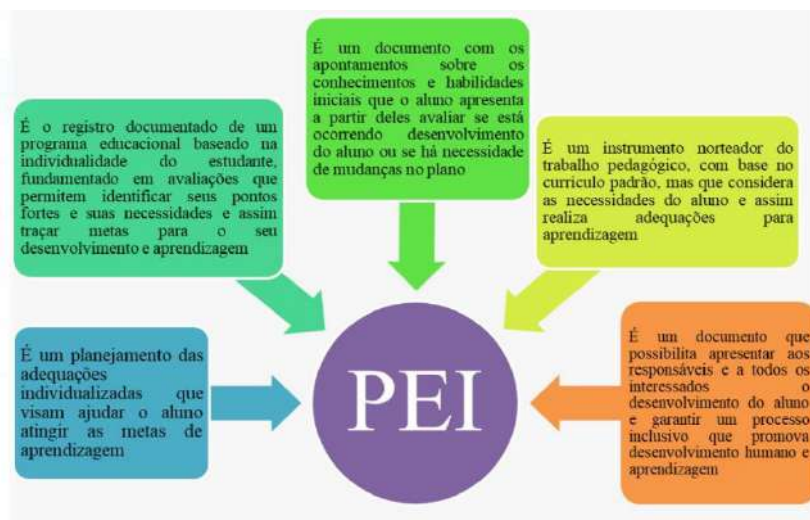 É um documento com os
apontamentos sobre os
conhecimentos e habilidades
iniciais que o aluno apresenta
a partir deles avaliar se está
ocorrendo desenvolvimento
do aluno ou se há necessidade
de mudanças no plano
É o registro documentado de um
programa educacional baseado na
individualidade do estudante,
fundamentado em avaliações que
permitem identificar seus pontos
fortes e suas necessidades e assim
traçar metas para o seu
desenvolvimento e aprendizagem
É um instrumento norteador do
trabalho pedagógico, com base no
currículo padrão, mas que considera
as necessidades do aluno e assim
realiza adequações para
aprendizagem
É um planejamento das
adequações
individualizadas que
visam ajudar o aluno
atingir as metas de
aprendizagem
PEI
É um documento que
possibilita apresentar aos
responsáveis e a todos os
interessados o
desenvolvimento do aluno
e garantir um processo
inclusivo que promova
desenvolvimento humano e
aprendizagem